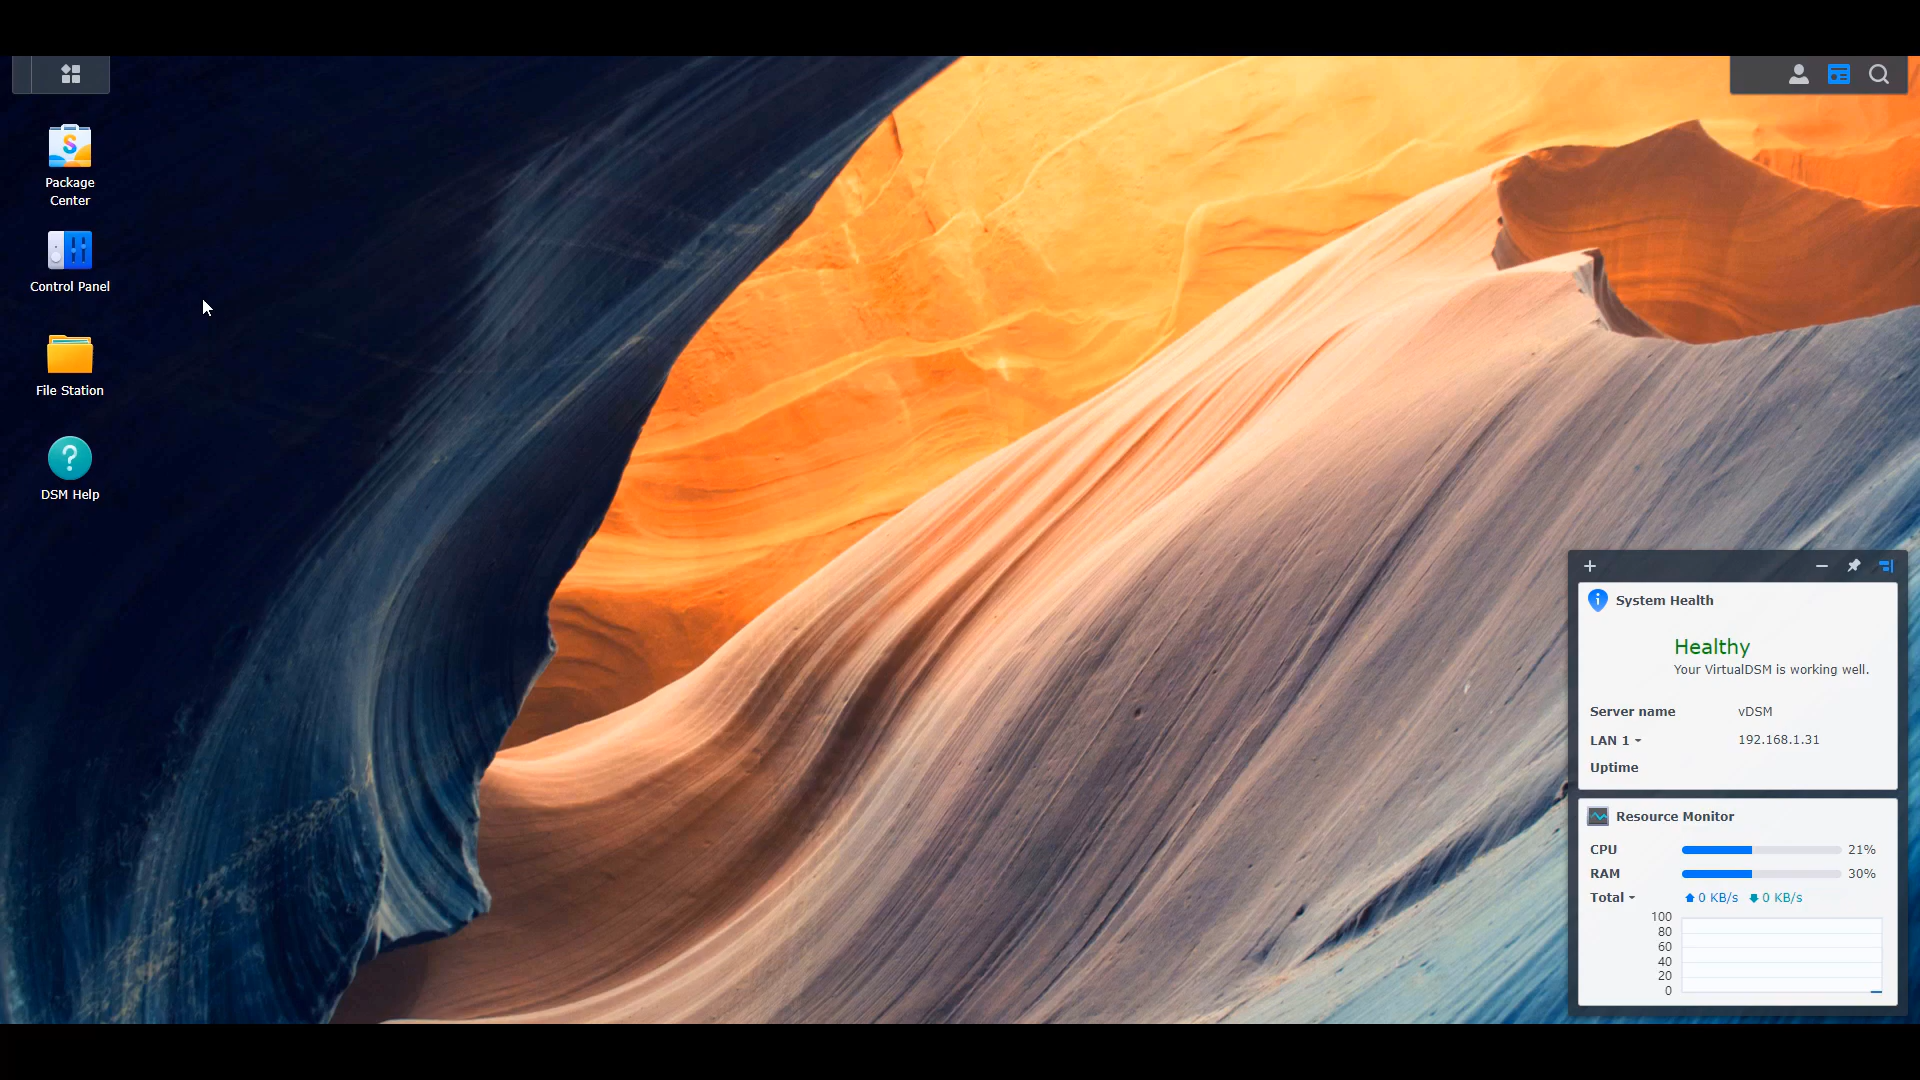 Package
Center
Control Panel
File Station
DSM Help
System Health
Healthy
Your VirtualDSM is working well.
Server name vDSM
LAN 1 192.168.1.31
Uptime
Resource Monitor
CPU 21%
RAM 30%
Total 0 KB/s 0 KB/s
100
80
60
40
20
0